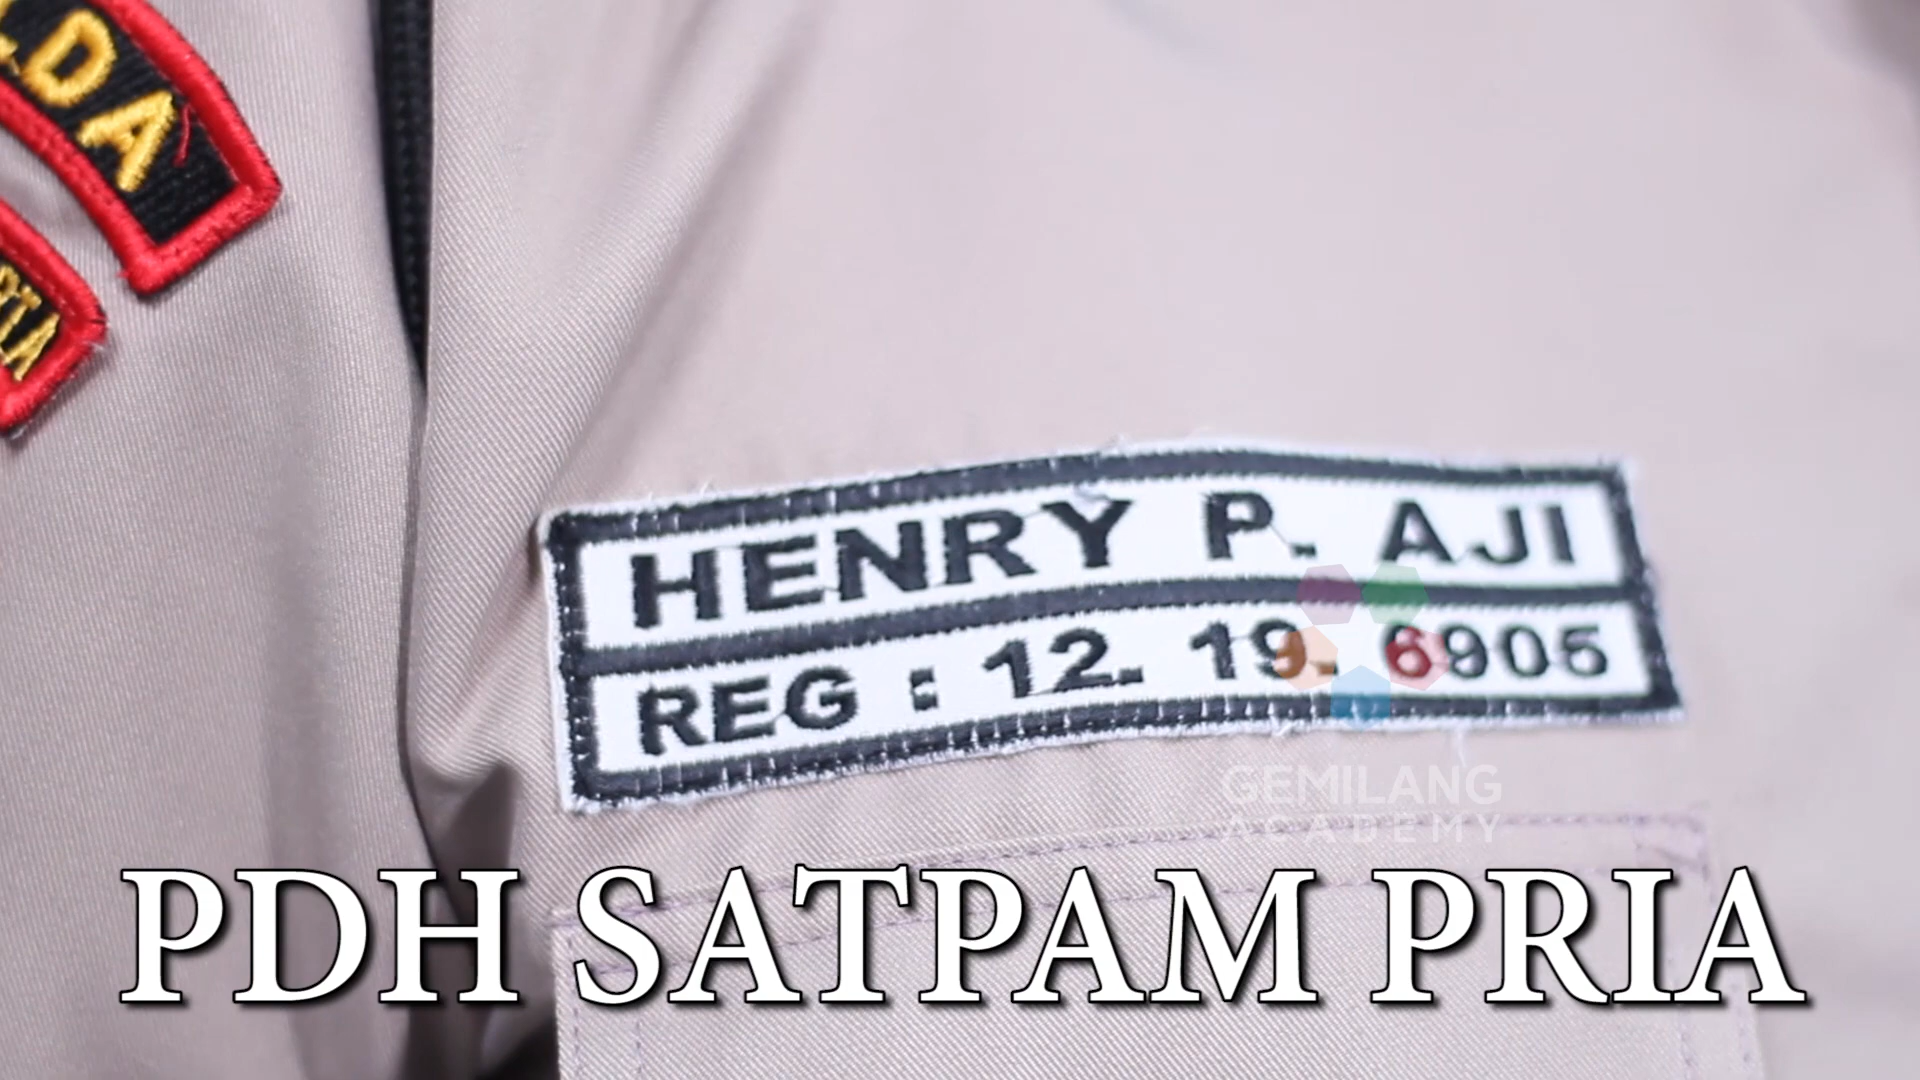 HENRY P. AJI
REG : 12. 19. 6905
GEMILANG
ACADEMY
PDH SATPAM PRIA